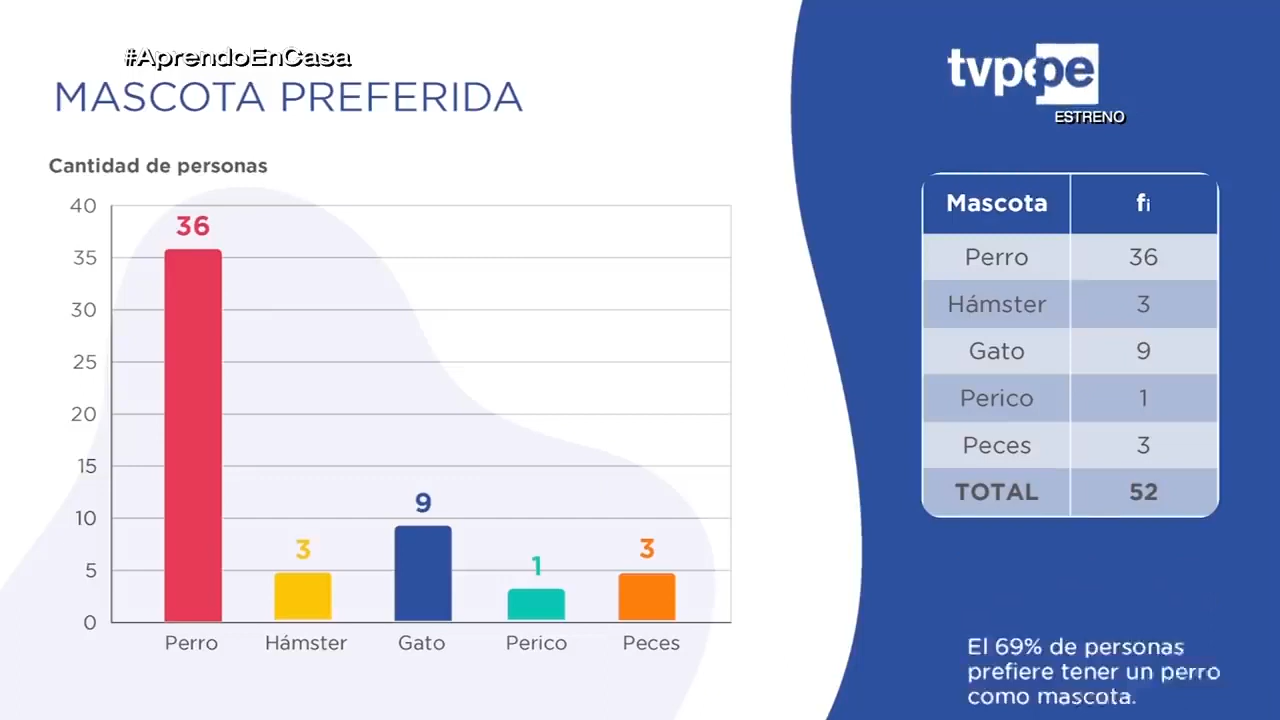 #AprendoEnCasa
MASCOTA PREFERIDA
Cantidad de personas
40
35
30
25
20
15
10
5
0
36
3
9
1
3
Perro Hámster Gato Perico Peces
tvpe
pe
ESTRENO
Mascota fi
Perro 36
Hámster 3
Gato 9
Perico 1
Peces 3
TOTAL 52
El 69% de personas
prefiere tener un perro
como mascota.